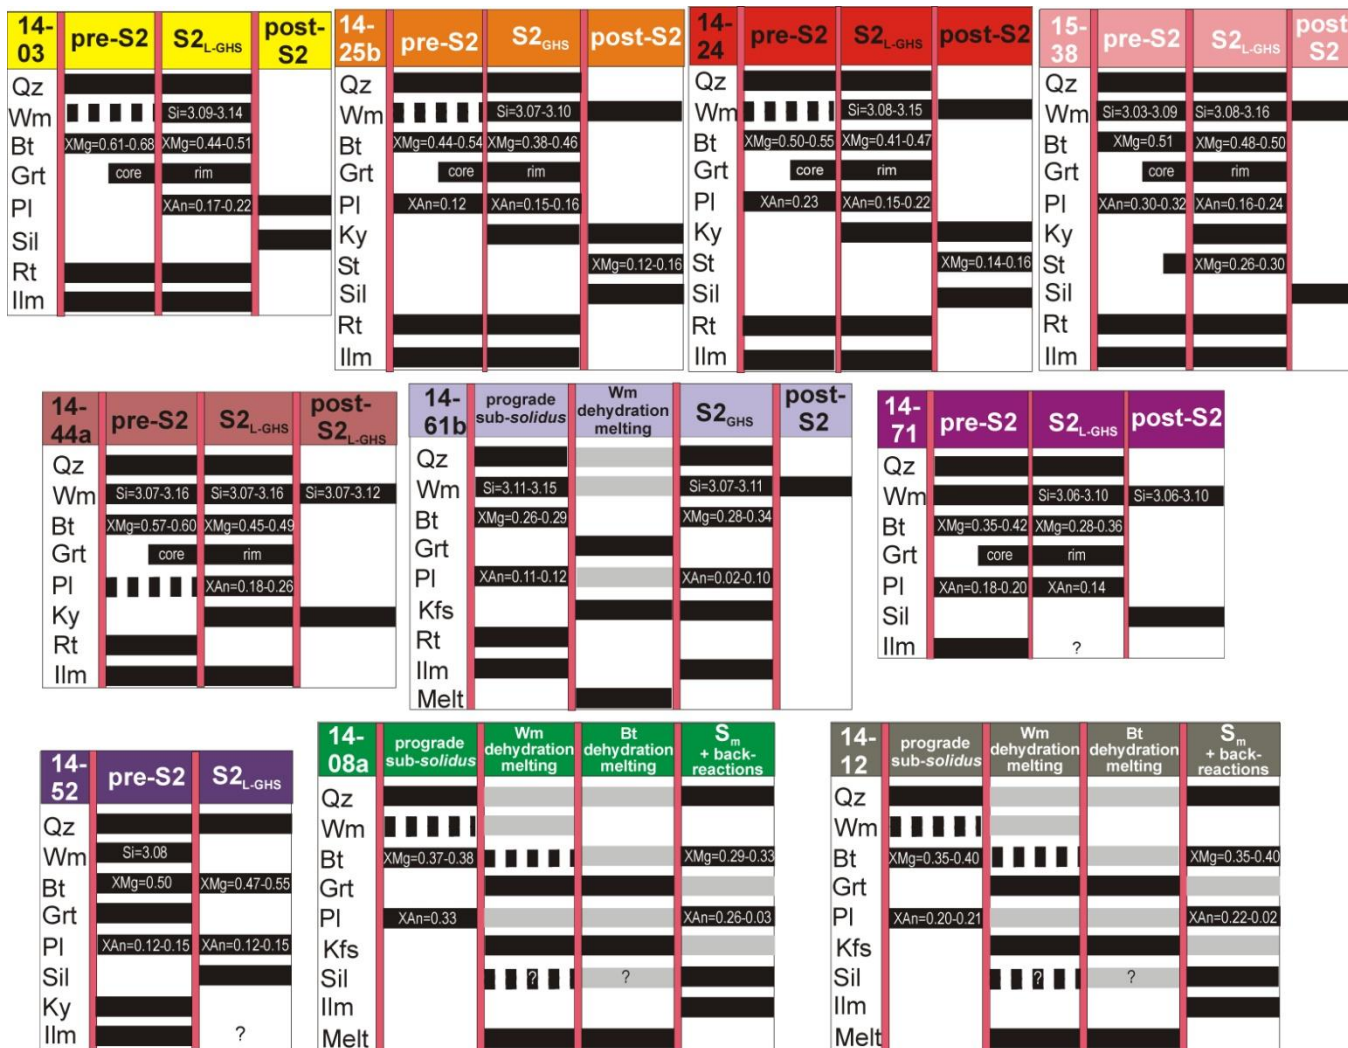 14-03 pre-S2 S2L-GHS post-S2
Qz
Wm Si=3.09-3.14
Bt XMg=0.61-0.68 XMg=0.44-0.51
Grt core rim
Pl XAn=0.17-0.22
Sil
Rt
Ilm
14-25b pre-S2 S2GHS post-S2
Qz
Wm Si=3.07-3.10
Bt XMg=0.44-0.54 XMg=0.38-0.46
Grt core rim
Pl XAn=0.12 XAn=0.15-0.16
Ky
St XMg=0.12-0.16
Sil
Rt
Ilm
14-24 pre-S2 S2L-GHS post-S2
Qz
Wm Si=3.08-3.15
Bt XMg=0.50-0.55 XMg=0.41-0.47
Grt core rim
Pl XAn=0.23 XAn=0.15-0.22
Ky
St XMg=0.14-0.16
Sil
Rt
Ilm
15-38 pre-S2 S2L-GHS post S2
Qz
Wm Si=3.03-3.09 Si=3.08-3.16
Bt XMg=0.51 XMg=0.48-0.50
Grt core rim
Pl XAn=0.30-0.32 XAn=0.16-0.24
Ky
St XMg=0.26-0.30
Sil
Rt
Ilm
14-44a pre-S2 S2L-GHS post-S2L-GHS
Qz
Wm Si=3.07-3.16 Si=3.07-3.16 Si=3.07-3.12
Bt XMg=0.57-0.60 XMg=0.45-0.49
Grt core rim
Pl XAn=0.18-0.26
Ky
Rt
Ilm
14-61b prograde sub-solidus Wm dehydration melting S2GHS post-S2
Qz
Wm Si=3.11-3.15 Si=3.07-3.11
Bt XMg=0.26-0.29 XMg=0.28-0.34
Grt
Pl XAn=0.11-0.12 XAn=0.02-0.10
Kfs
Rt
Ilm
Melt
14-71 pre-S2 S2L-GHS post-S2
Qz
Wm Si=3.06-3.10 Si=3.06-3.10
Bt XMg=0.35-0.42 XMg=0.28-0.36
Grt core rim
Pl XAn=0.18-0.20 XAn=0.14
Sil
Ilm ?
14-52 pre-S2 S2L-GHS
Qz
Wm Si=3.08
Bt XMg=0.50 XMg=0.47-0.55
Grt
Pl XAn=0.12-0.15 XAn=0.12-0.15
Sil
Ky
Ilm ?
14-08a prograde sub-solidus Wm dehydration melting Bt dehydration melting Sm + back-reactions
Qz
Wm
Bt XMg=0.37-0.38 XMg=0.29-0.33
Grt
Pl XAn=0.33 XAn=0.26-0.03
Kfs
Sil ? ?
Ilm
Melt
14-12 prograde sub-solidus Wm dehydration melting Bt dehydration melting Sm + back-reactions
Qz
Wm
Bt XMg=0.35-0.40 XMg=0.35-0.40
Grt
Pl XAn=0.20-0.21 XAn=0.22-0.02
Kfs
Sil ? ?
Ilm
Melt